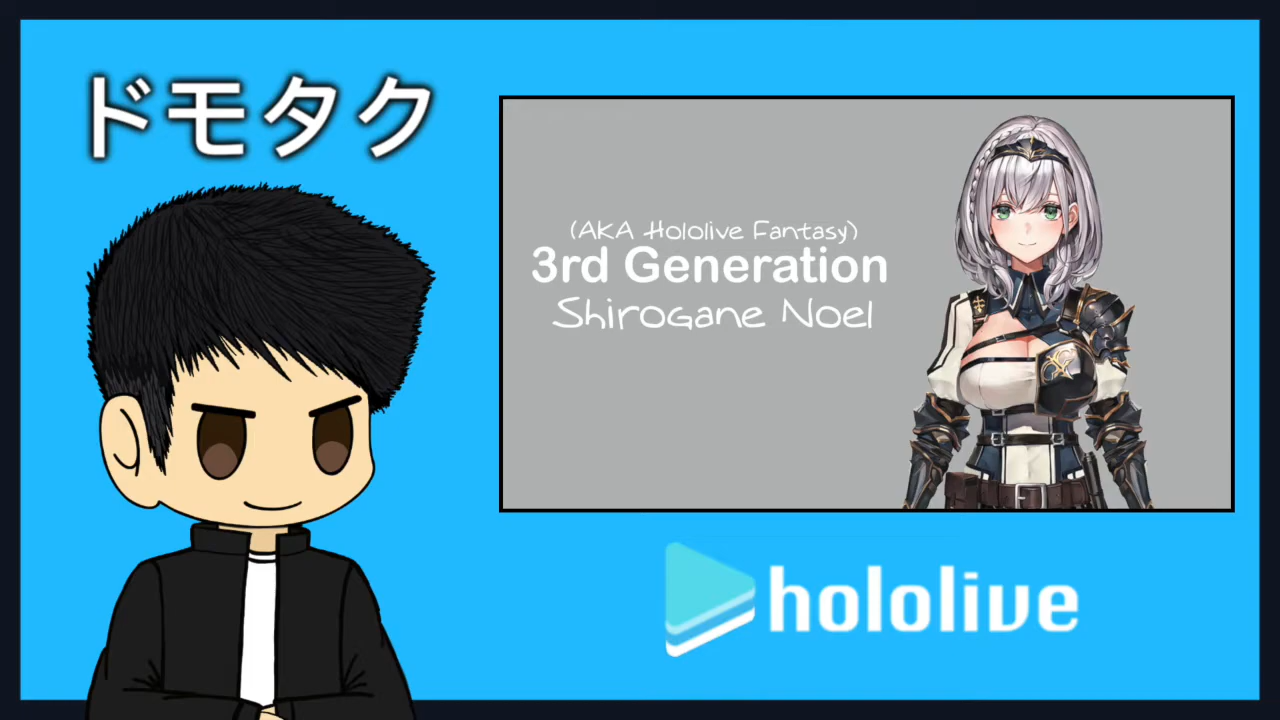 ドモタク
(AKA Hololive Fantasy)
3rd Generation
Shirogane Noel
hololive